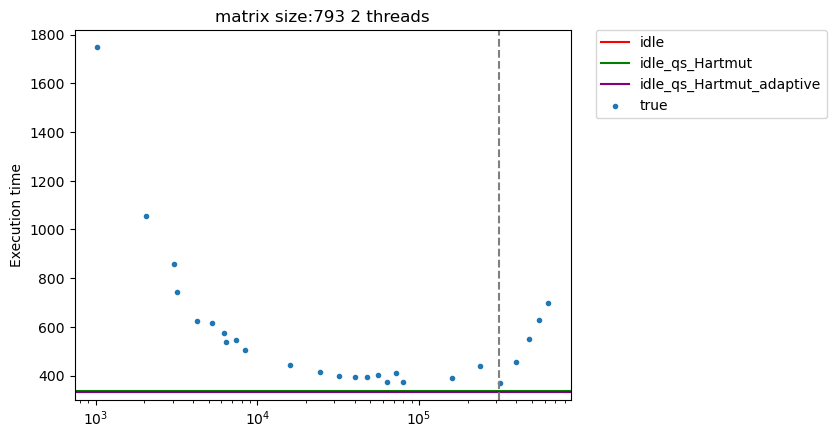 matrix size:793 2 threads
Execution time
1800
1600
1400
1200
1000
800
600
400
10³
10⁴
10⁵
idle
idle_qs_Hartmut
idle_qs_Hartmut_adaptive
true